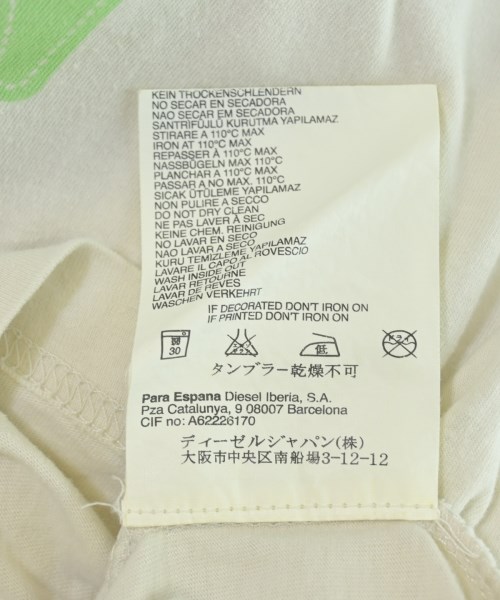 KEIN TROCKENSCHLENDERN
NO SECAR EN SECADORA
NAO SECAR EM SECADORA
SANTRİFÜJLÜ KURUTMA YAPILAMAZ
STIRARE A 110°C MAX
IRON AT 110°C MAX
REPASSER À 110°C MAX
NASSBÜGELN MAX 110°C
PLANCHAR A 110°C MAX
PASSAR A NO MAX. 110°C
SICAK ÜTÜLEME YAPILAMAZ
NON PULIRE A SECCO
DO NOT DRY CLEAN
NE PAS LAVER À SEC
KEINE CHEM. REINIGUNG
NO LAVAR EN SECO
NAO LAVAR A SECO
KURU TEMIZLEME YAPILAMAZ
LAVARE IL CAPO AL ROVESCIO
WASH INSIDE OUT
LAVAR RETOURNE
LAVAR DE REVES
WASCHEN VERKEHRT
IF DECORATED DON'T IRON ON
IF PRINTED DON'T IRON ON
30 低
タンブラー乾燥不可
Para Espana Diesel Iberia, S.A.
Pza Catalunya, 9 08007 Barcelona
CIF no: A62226170
ディーゼルジャパン(株)
大阪市中央区南船場3-12-12